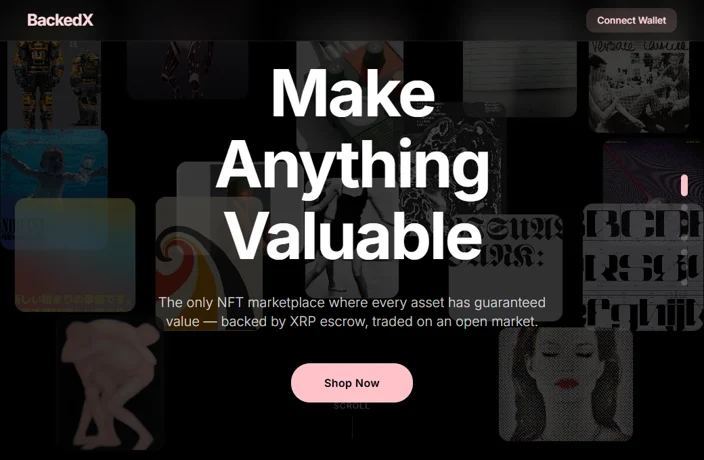 BackedX
Connect Wallet
Make
Anything
Valuable
The only NFT marketplace where every asset has guaranteed
value — backed by XRP escrow, traded on an open market.
Shop Now
SCROLL